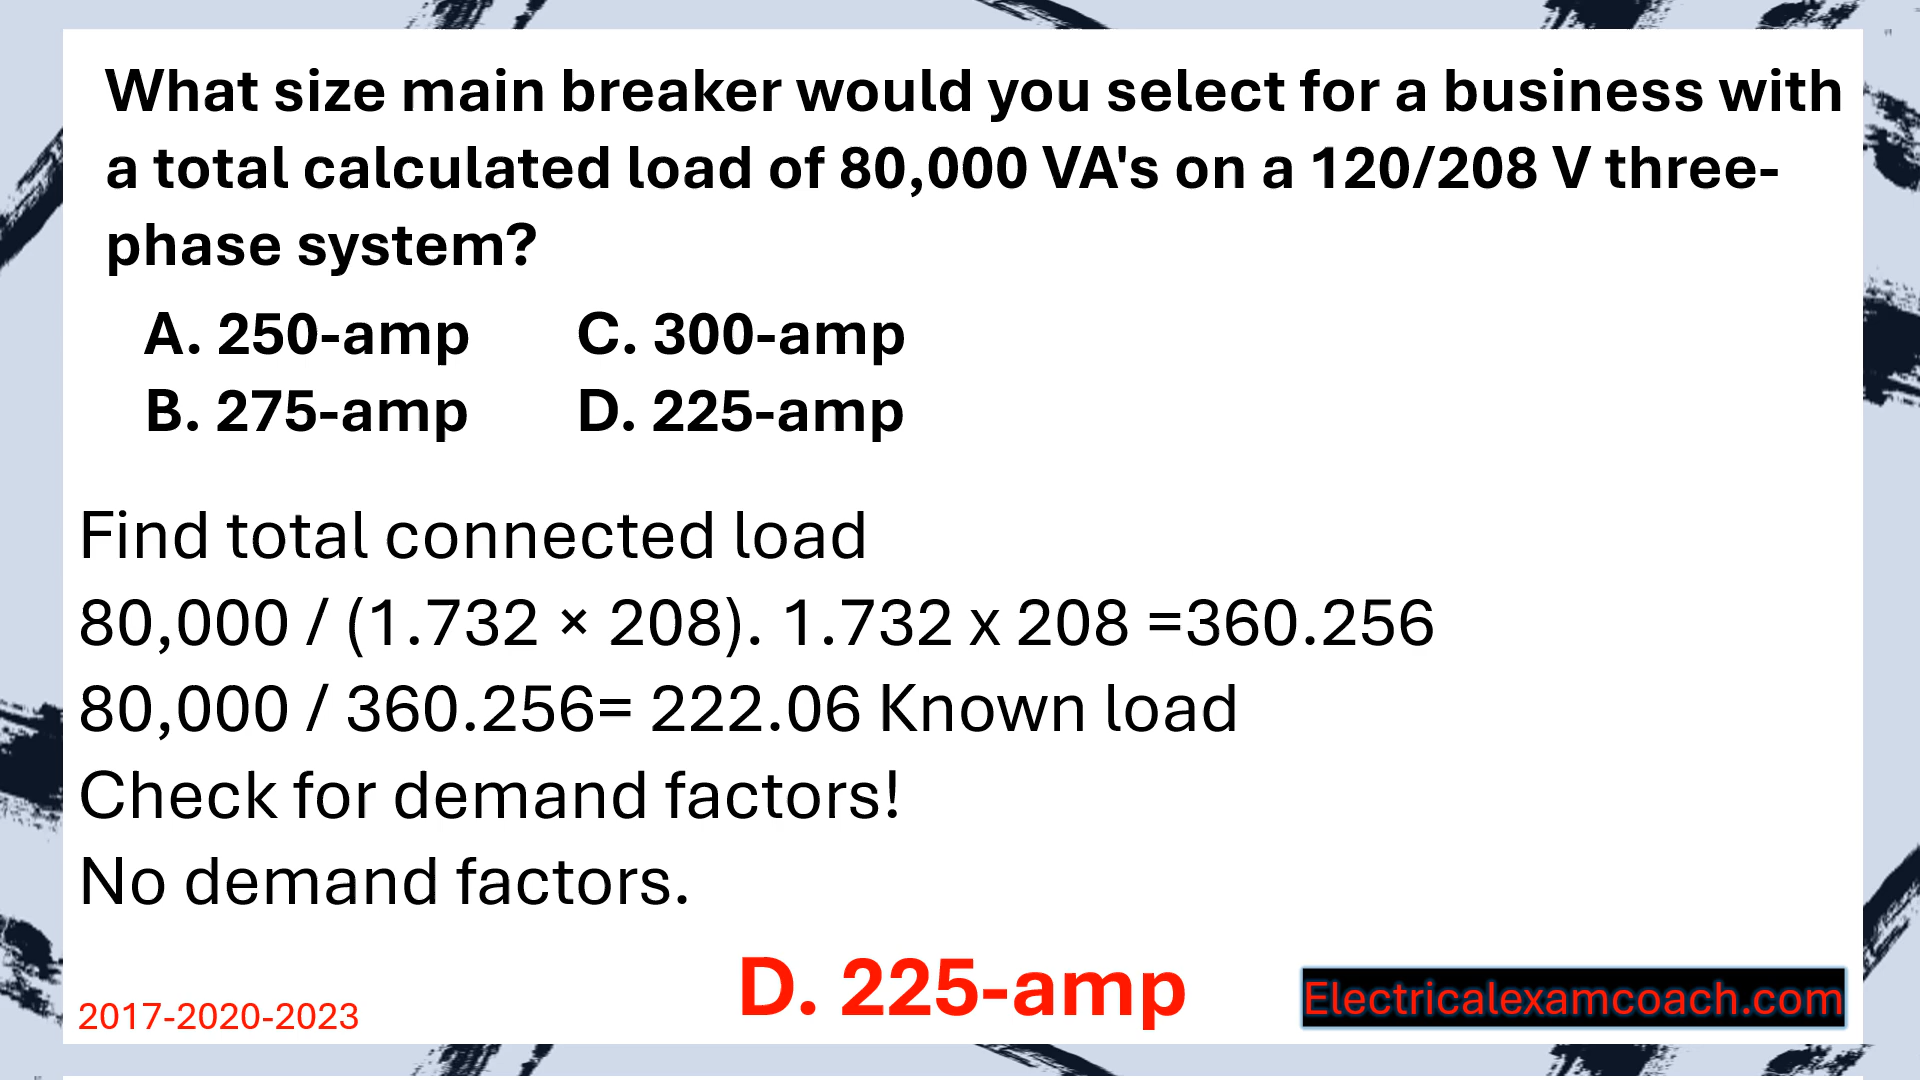 What size main breaker would you select for a business with
a total calculated load of 80,000 VA's on a 120/208 V three-
phase system?
A. 250-amp C. 300-amp
B. 275-amp D. 225-amp
Find total connected load
80,000 / (1.732 × 208). 1.732 x 208 =360.256
80,000 / 360.256= 222.06 Known load
Check for demand factors!
No demand factors.
D. 225-amp
2017-2020-2023
Electricalexamcoach.com